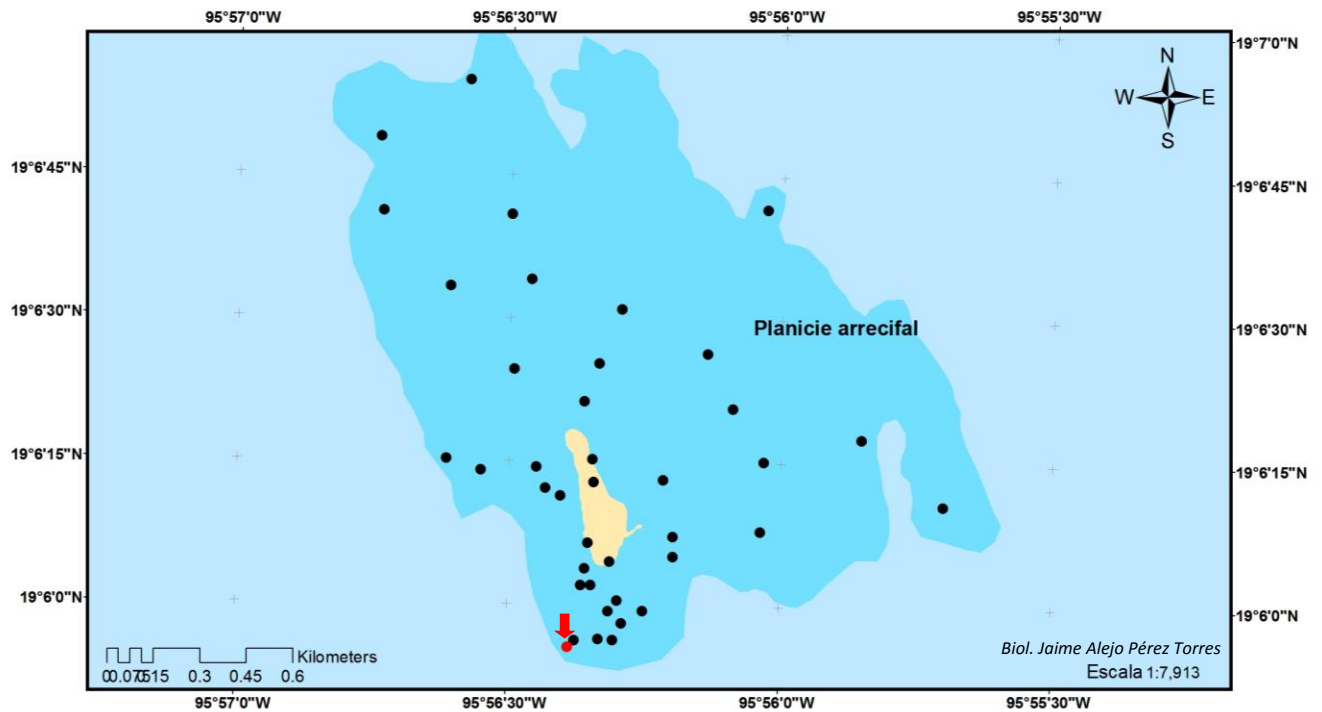 95°57'0"W 95°56'30"W 95°56'0"W 95°55'30"W
19°7'0"N
N
W E
S
19°6'45"N 19°6'45"N
19°6'30"N 19°6'30"N
Planicie arrecifal
19°6'15"N 19°6'15"N
19°6'0"N 19°6'0"N
Biol. Jaime Alejo Pérez Torres
Kilometers
0 0.075 0.15 0.3 0.45 0.6
Escala 1:7,913
95°57'0"W 95°56'30"W 95°56'0"W 95°55'30"W